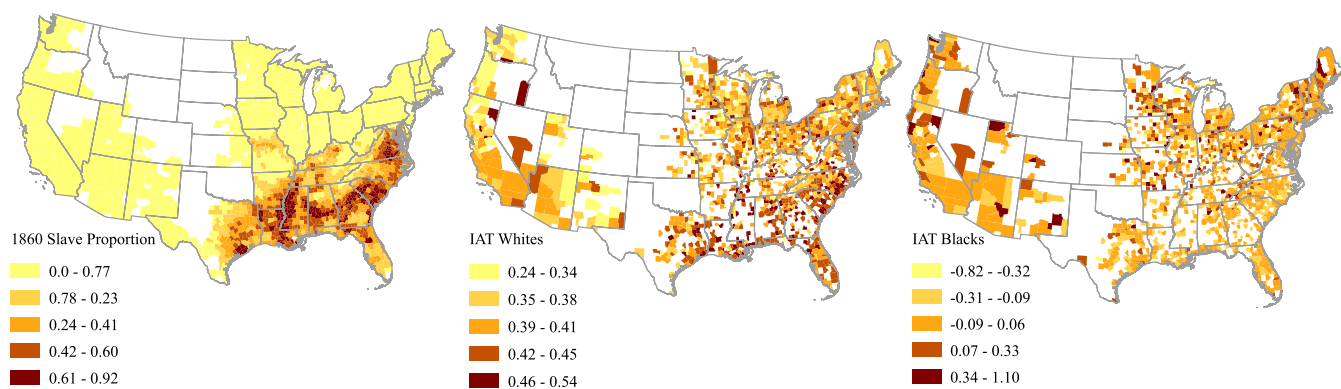 1860 Slave Proportion
0.0 - 0.77
0.78 - 0.23
0.24 - 0.41
0.42 - 0.60
0.61 - 0.92
IAT Whites
0.24 - 0.34
0.35 - 0.38
0.39 - 0.41
0.42 - 0.45
0.46 - 0.54
IAT Blacks
-0.82 - -0.32
-0.31 - -0.09
-0.09 - 0.06
0.07 - 0.33
0.34 - 1.10